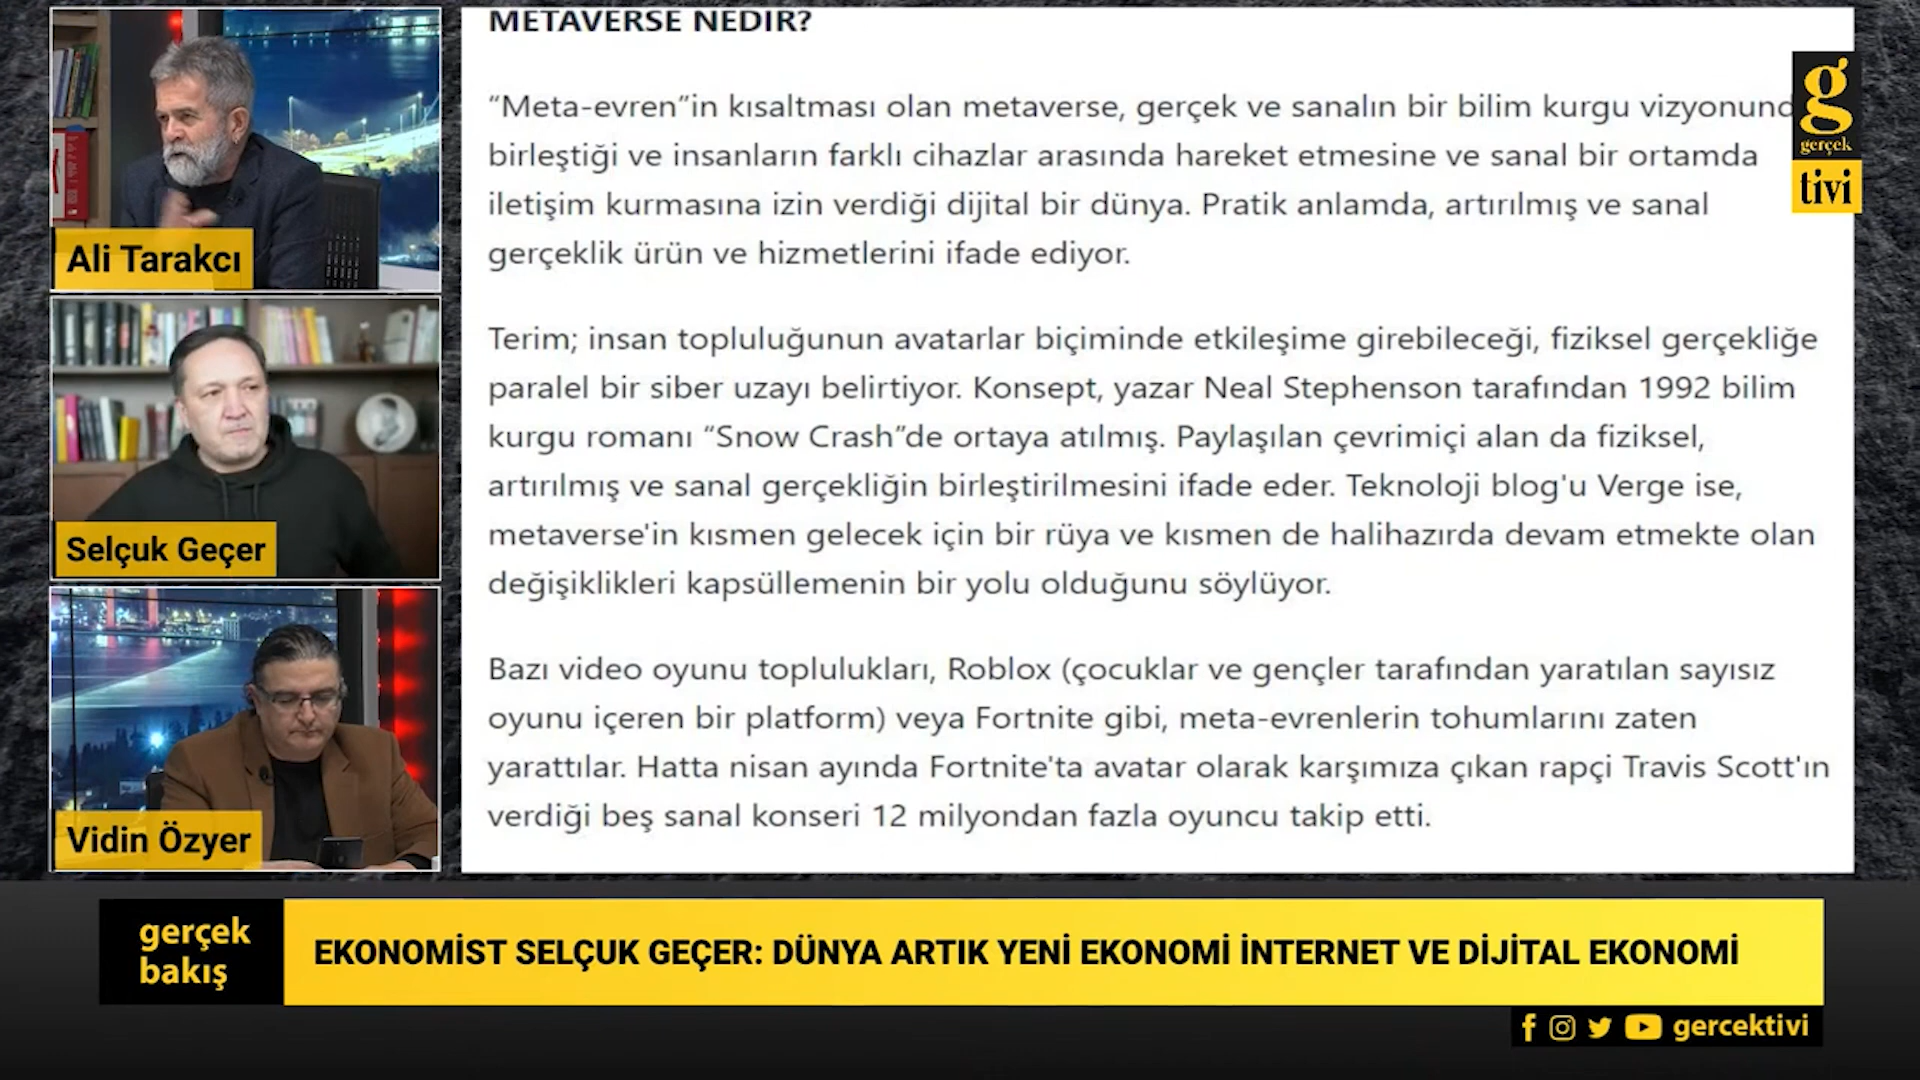 METAVERSE NEDİR?
“Meta-evren”in kısaltması olan metaverse, gerçek ve sanalın bir bilim kurgu vizyonund
birleştiği ve insanların farklı cihazlar arasında hareket etmesine ve sanal bir ortamda
iletişim kurmasına izin verdiği dijital bir dünya. Pratik anlamda, artırılmış ve sanal
gerçeklik ürün ve hizmetlerini ifade ediyor.
Terim; insan topluluğunun avatarlar biçiminde etkileşime girebileceği, fiziksel gerçekliğe
paralel bir siber uzayı belirtiyor. Konsept, yazar Neal Stephenson tarafından 1992 bilim
kurgu romanı “Snow Crash”de ortaya atılmış. Paylaşılan çevrimiçi alan da fiziksel,
artırılmış ve sanal gerçekliğin birleştirilmesini ifade eder. Teknoloji blog'u Verge ise,
metaverse'in kısmen gelecek için bir rüya ve kısmen de halihazırda devam etmekte olan
değişiklikleri kapsüllemenin bir yolu olduğunu söylüyor.
Bazı video oyunu toplulukları, Roblox (çocuklar ve gençler tarafından yaratılan sayısız
oyunu içeren bir platform) veya Fortnite gibi, meta-evrenlerin tohumlarını zaten
yarattılar. Hatta nisan ayında Fortnite'ta avatar olarak karşımıza çıkan rapçi Travis Scott'ın
verdiği beş sanal konseri 12 milyondan fazla oyuncu takip etti.
g
gerçek
tivi
Ali Tarakcı
Selçuk Geçer
Vidin Özyer
gerçek
bakış
EKONOMİST SELÇUK GEÇER: DÜNYA ARTIK YENİ EKONOMİ İNTERNET VE DİJİTAL EKONOMİ
gercektivi